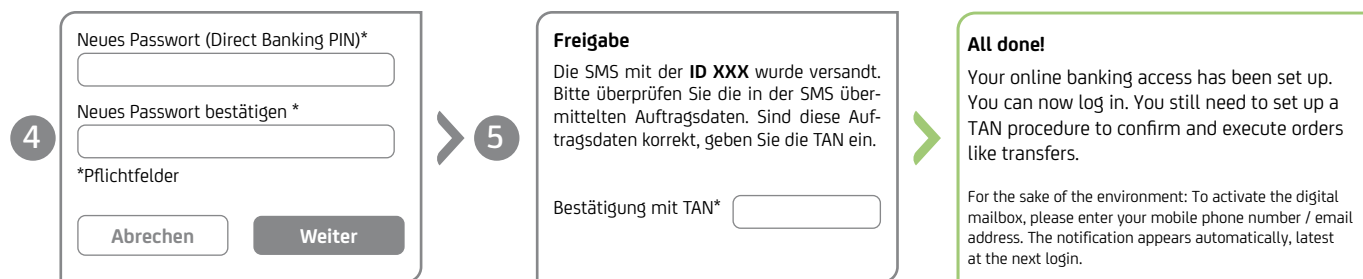 4
Neues Passwort (Direct Banking PIN)*
Neues Passwort bestätigen *
*Pflichtfelder
Abrechen
Weiter
5
Freigabe
Die SMS mit der ID XXX wurde versandt.
Bitte überprüfen Sie die in der SMS über-
mittelten Auftragsdaten. Sind diese Auf-
tragsdaten korrekt, geben Sie die TAN ein.
Bestätigung mit TAN*
All done!
Your online banking access has been set up.
You can now log in. You still need to set up a
TAN procedure to confirm and execute orders
like transfers.
For the sake of the environment: To activate the digital
mailbox, please enter your mobile phone number / email
address. The notification appears automatically, latest
at the next login.